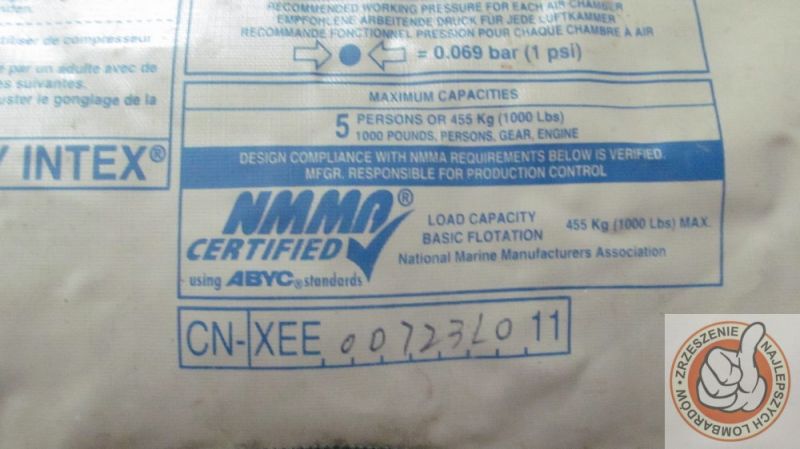 tiliser de compresseur
é par un adulte avec de
es suivantes.
uster le gonglage de la
Y INTEX®
RECOMMENDED WORKING PRESSURE FOR EACH AIR CHAMBER
EMPFOHLENE ARBEITENDE DRUCK FÜR JEDE LUFTKAMMER
RECOMMANDE FONCTIONNEL PRESSION POUR CHAQUE CHAMBRE A AIR
= 0.069 bar (1 psi)
MAXIMUM CAPACITIES
5 PERSONS OR 455 Kg (1000 Lbs)
1000 POUNDS, PERSONS, GEAR, ENGINE
DESIGN COMPLIANCE WITH NMMA REQUIREMENTS BELOW IS VERIFIED.
MFGR. RESPONSIBLE FOR PRODUCTION CONTROL
NMMA®
CERTIFIED
using ABYC® standards
LOAD CAPACITY
BASIC FLOTATION
455 Kg (1000 Lbs) MAX.
National Marine Manufacturers Association
CN-XEE 00723L0 11
ZRZESZENIE NAJLEPSZYCH LOMBARDÓW